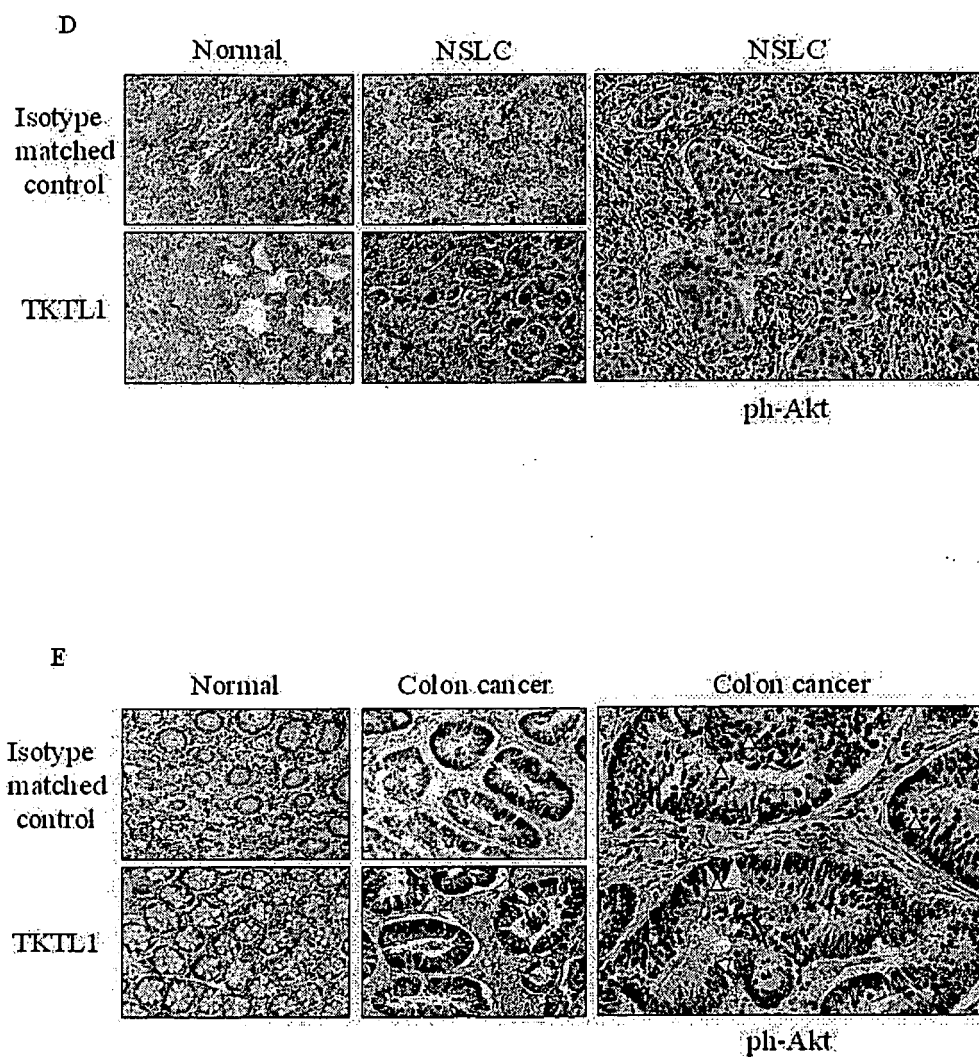 D
Normal
NSLC
NSLC
Isotype
matched
control
TKTL1
ph-Akt
E
Normal
Colon cancer
Colon cancer
Isotype
matched
control
TKTL1
ph-Akt